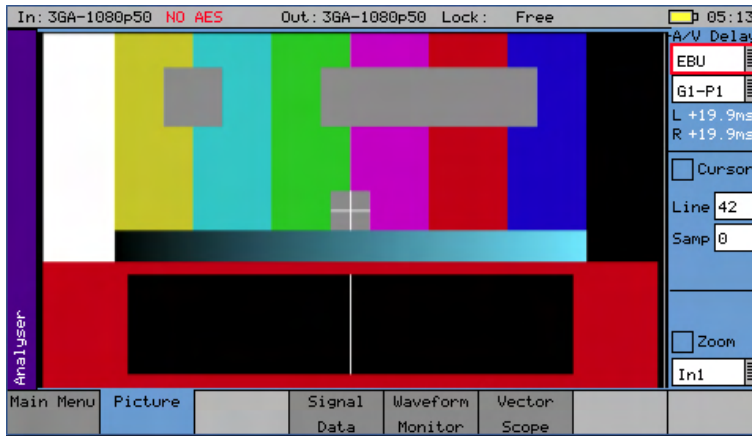 In: 3GA-1080p50 NO AES Out: 3GA-1080p50 Lock: Free 05:13
A/V Delay
EBU
G1-P1
L +19.9ms
R +19.9ms
Cursor
Line 42
Samp 0
Zoom
In1
Analyser
Main Menu Picture Signal Data Waveform Monitor Vector Scope